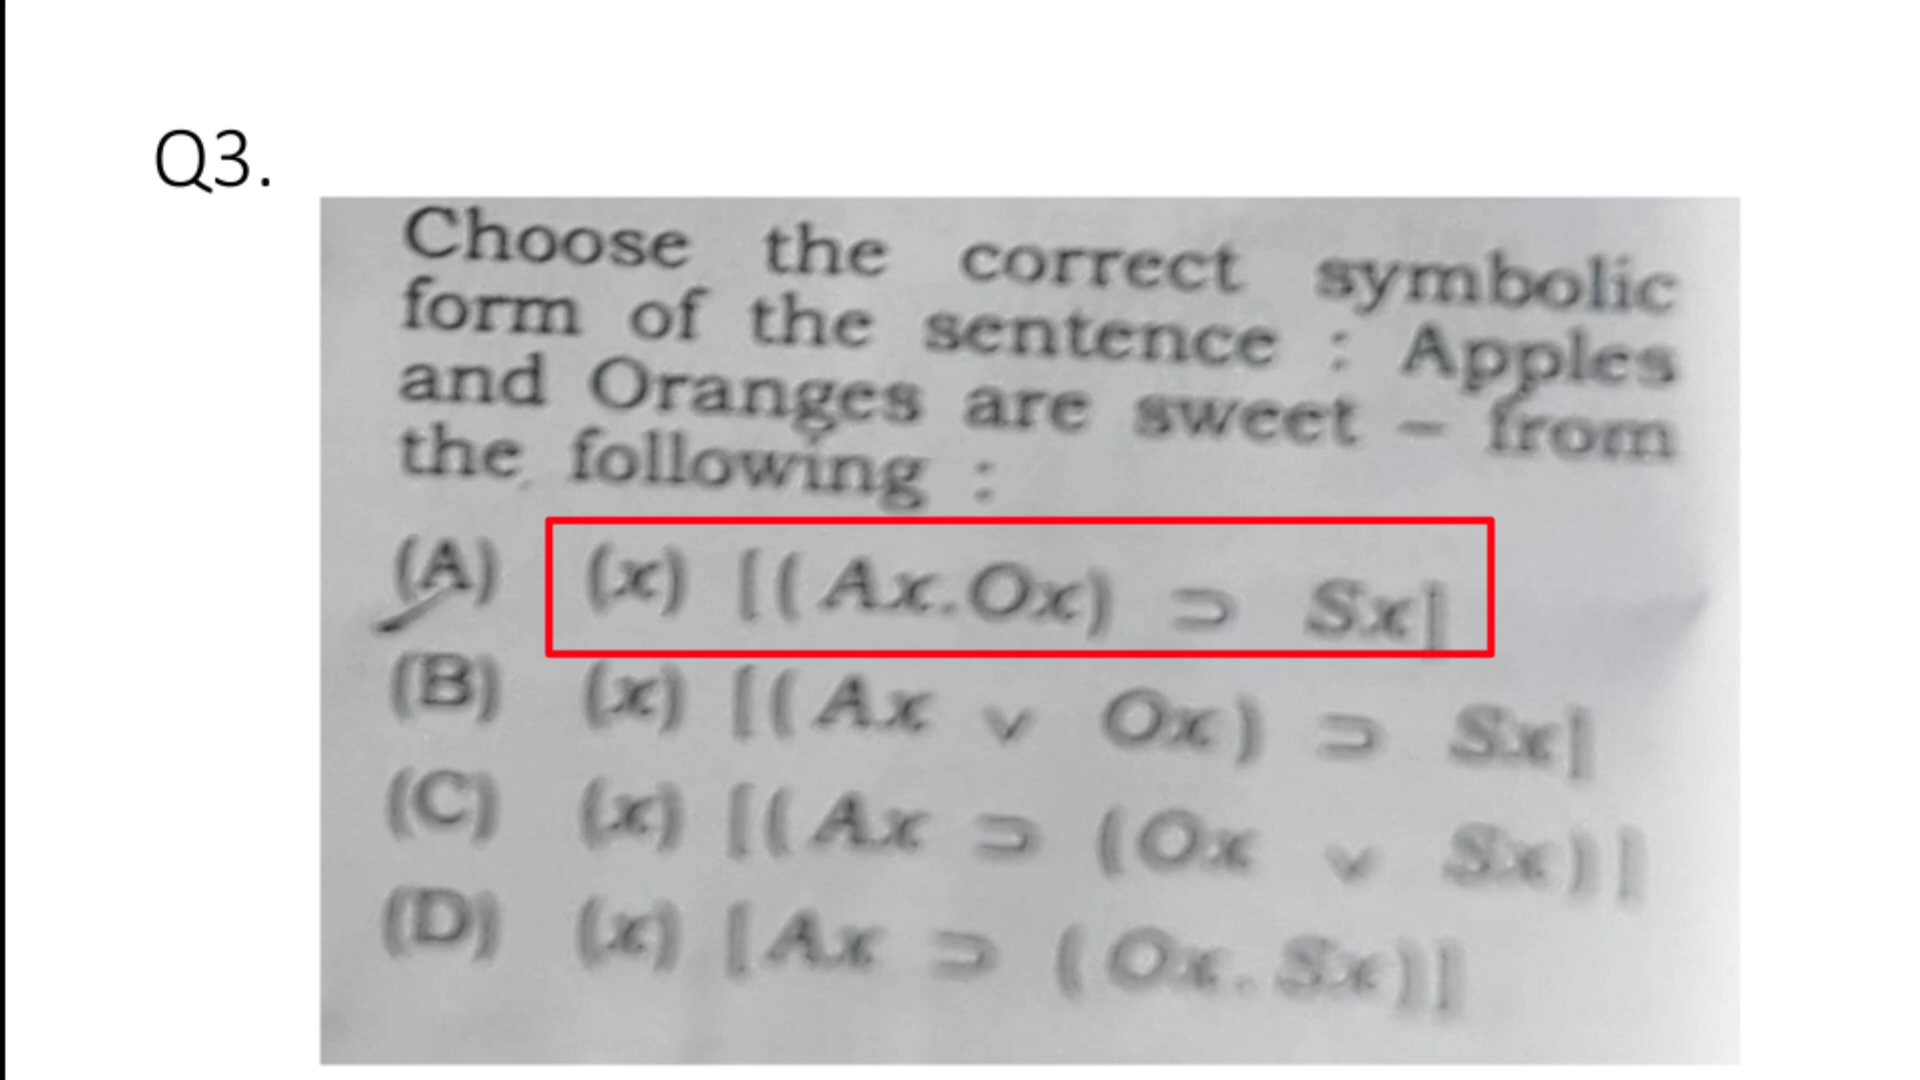 Q3.
Choose the correct symbolic
form of the sentence : Apples
and Oranges are sweet – from
the following :
(A) (x) [(Ax.Ox) ⊃ Sx]
(B) (x) [(Ax v Ox) ⊃ Sx]
(C) (x) [(Ax ⊃ (Ox v Sx)]
(D) (x) [Ax ⊃ (Ox.Sx)]